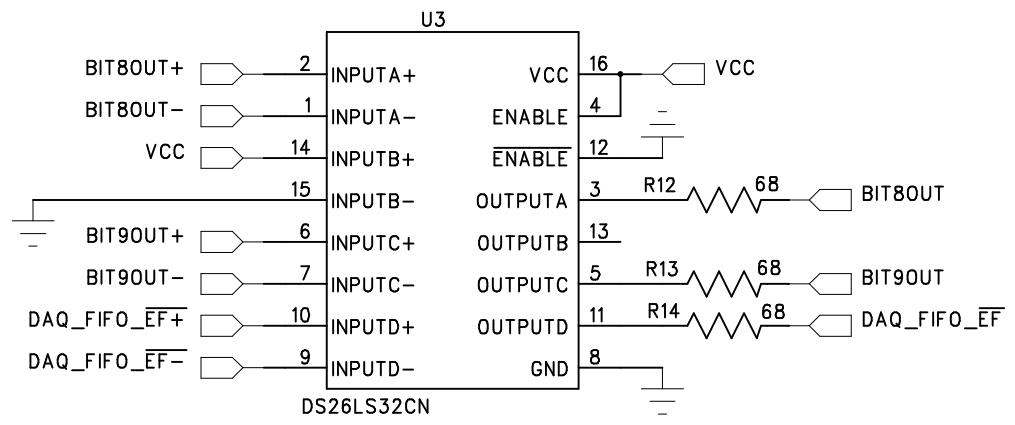 U3
BIT8OUT+ 2 INPUTA+ VCC 16 VCC
BIT8OUT- 1 INPUTA- ENABLE 4
VCC 14 INPUTB+ ENABLE 12
15 INPUTB- OUTPUTA 3 R12 68 BIT8OUT
BIT9OUT+ 6 INPUTC+ OUTPUTB 13
BIT9OUT- 7 INPUTC- OUTPUTC 5 R13 68 BIT9OUT
DAQ_FIFO_EF+ 10 INPUTD+ OUTPUTD 11 R14 68 DAQ_FIFO_EF
DAQ_FIFO_EF- 9 INPUTD- GND 8
DS26LS32CN